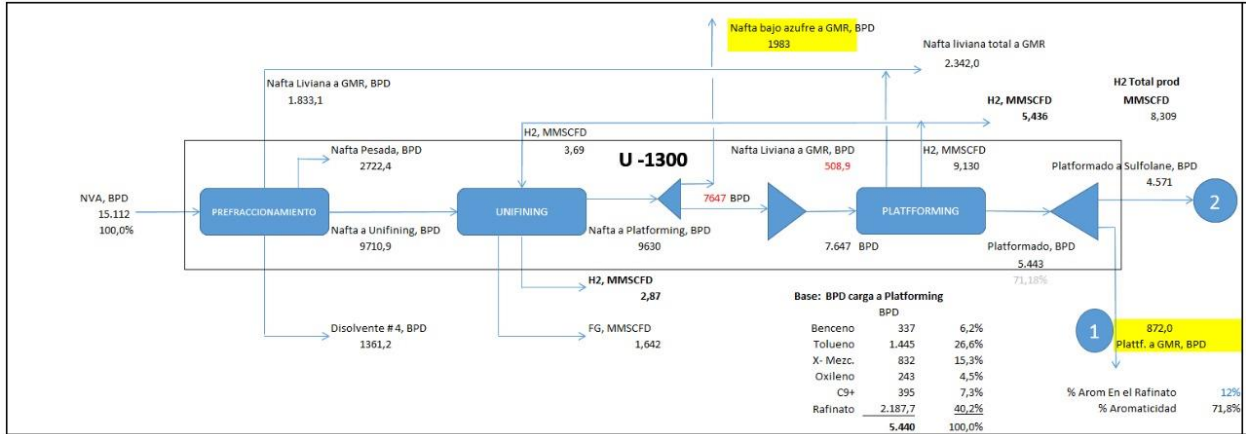 Nafta bajo azufre a GMR, BPD
1983
Nafta liviana total a GMR
2.342,0
Nafta Liviana a GMR, BPD
1.833,1
H2 Total prod
MMSCFD
8,309
H2, MMSCFD
5,436
H2, MMSCFD
3,69
U -1300
Nafta Pesada, BPD
2722,4
Nafta Liviana a GMR, BPD
508,9
H2, MMSCFD
9,130
Platformado a Sulfolane, BPD
4.571
NVA, BPD
15.112
100,0%
PREFRACCIONAMIENTO
UNIFINING
7647 BPD
PLATFFORMING
2
Nafta a Unifining, BPD
9710,9
Nafta a Platforming, BPD
9630
7.647 BPD
Platformado, BPD
5.443
71,18%
H2, MMSCFD
2,87
Disolvente # 4, BPD
1361,2
FG, MMSCFD
1,642
Base: BPD carga a Platforming
BPD
Benceno 337 6,2%
Tolueno 1.445 26,6%
X- Mezc. 832 15,3%
Oxileno 243 4,5%
C9+ 395 7,3%
Rafinato 2.187,7 40,2%
5.440 100,0%
1
872,0
Plattf. a GMR, BPD
% Arom En el Rafinato 12%
% Aromaticidad 71,8%